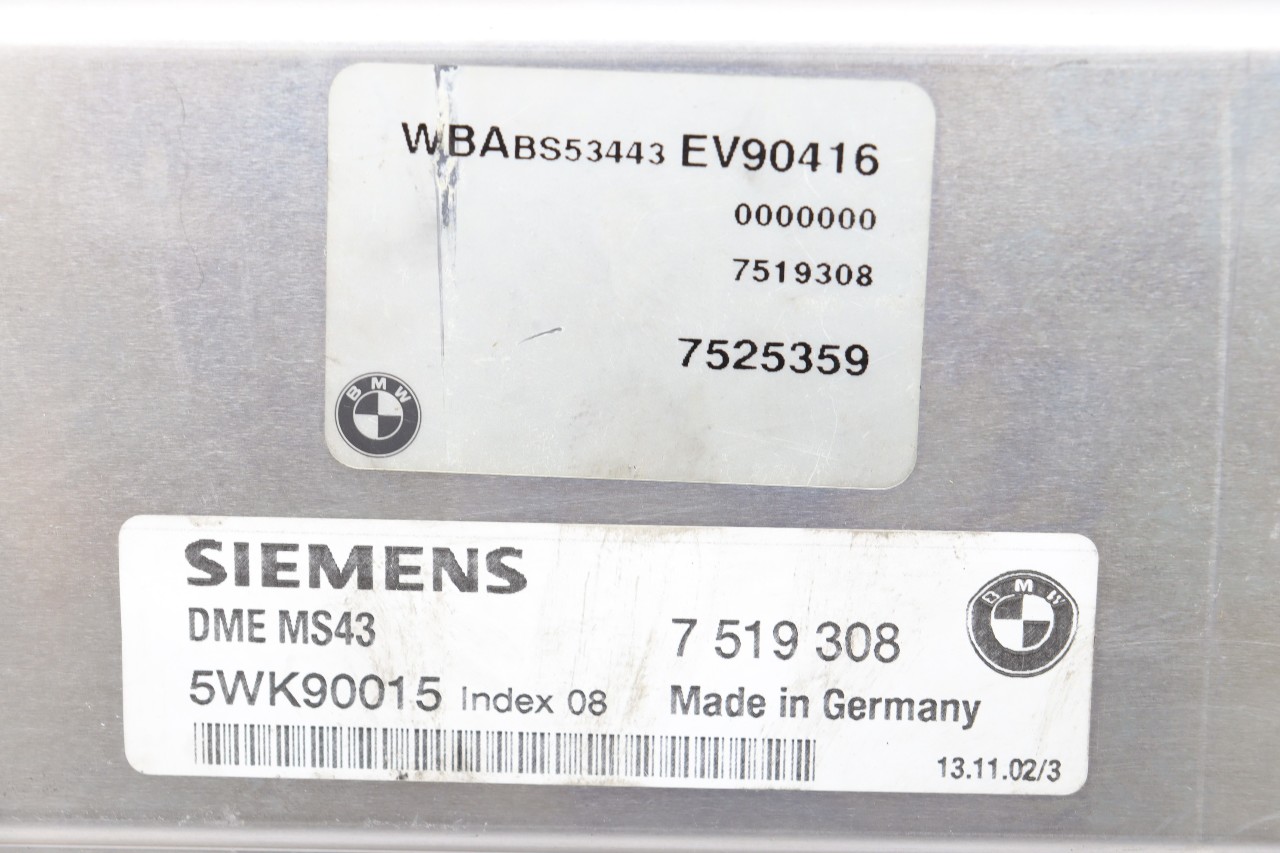 WBABS53443 EV90416
0000000
7519308
7525359
BMW
SIEMENS
DME MS43
7 519 308
BMW
5WK90015 Index 08
Made in Germany
13.11.02/3